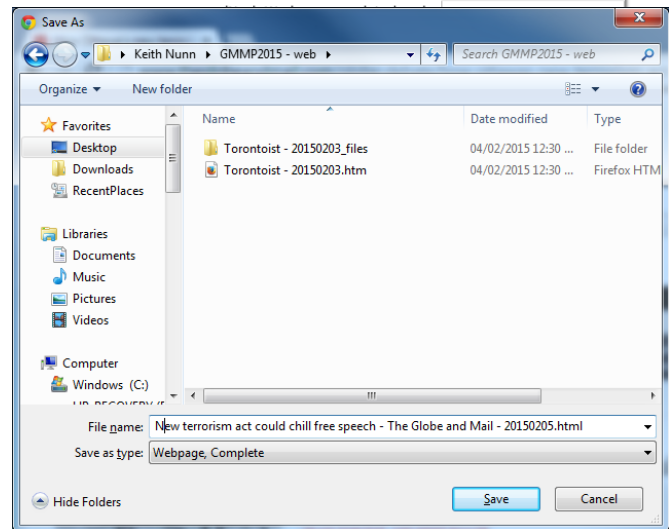 Save As
Keith Nunn GMMP2015 - web Search GMMP2015 - web
Organize New folder
Name Date modified Type
Favorites
Desktop
Downloads
RecentPlaces
Libraries
Documents
Music
Pictures
Videos
Computer
Windows (C:)
Torontoist - 20150203_files 04/02/2015 12:30 ... File folder
Torontoist - 20150203.htm 04/02/2015 12:30 ... Firefox HTM
File name: New terrorism act could chill free speech - The Globe and Mail - 20150205.html
Save as type: Webpage, Complete
Hide Folders Save Cancel